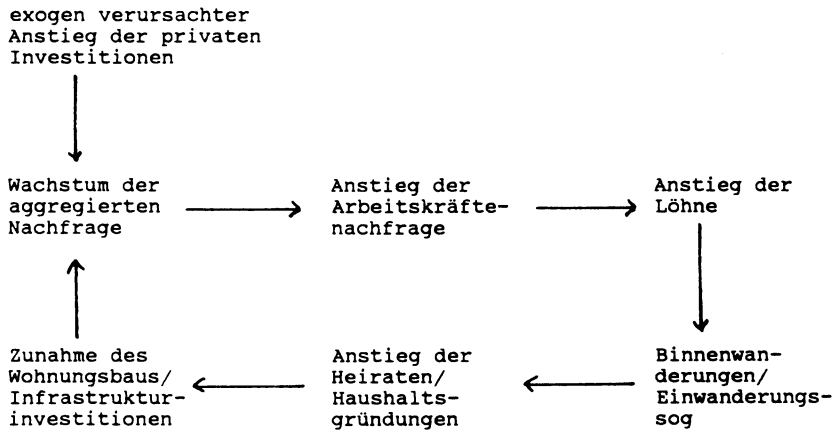 exogen verursachter
Anstieg der privaten
Investitionen
Wachstum der
aggregierten
Nachfrage
Anstieg der
Arbeitskräfte-
nachfrage
Anstieg der
Löhne
Zunahme des
Wohnungsbaus/
Infrastruktur-
investitionen
Anstieg der
Heiraten/
Haushalts-
gründungen
Binnenwan-
derungen/
Einwanderungs-
sog